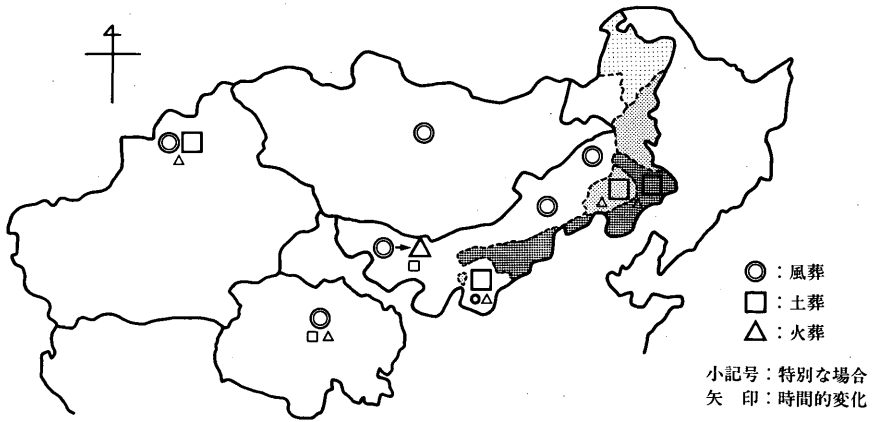 ◎：風葬
□：土葬
△：火葬
小記号：特別な場合
矢　印：時間的変化